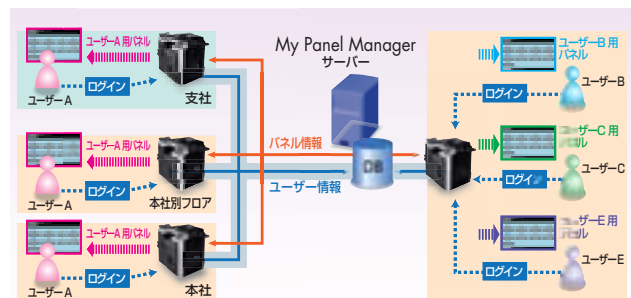 ユーザーA 用パネル
ログイン
ユーザーA
支社
ユーザーA 用パネル
ログイン
ユーザーA
本社別フロア
ユーザーA 用パネル
ログイン
ユーザーA
本社
My Panel Manager
サーバー
パネル情報
DB
ユーザー情報
ユーザーB 用
パネル
ログイン
ユーザーB
ユーザーC
ログイン
ユーザーE